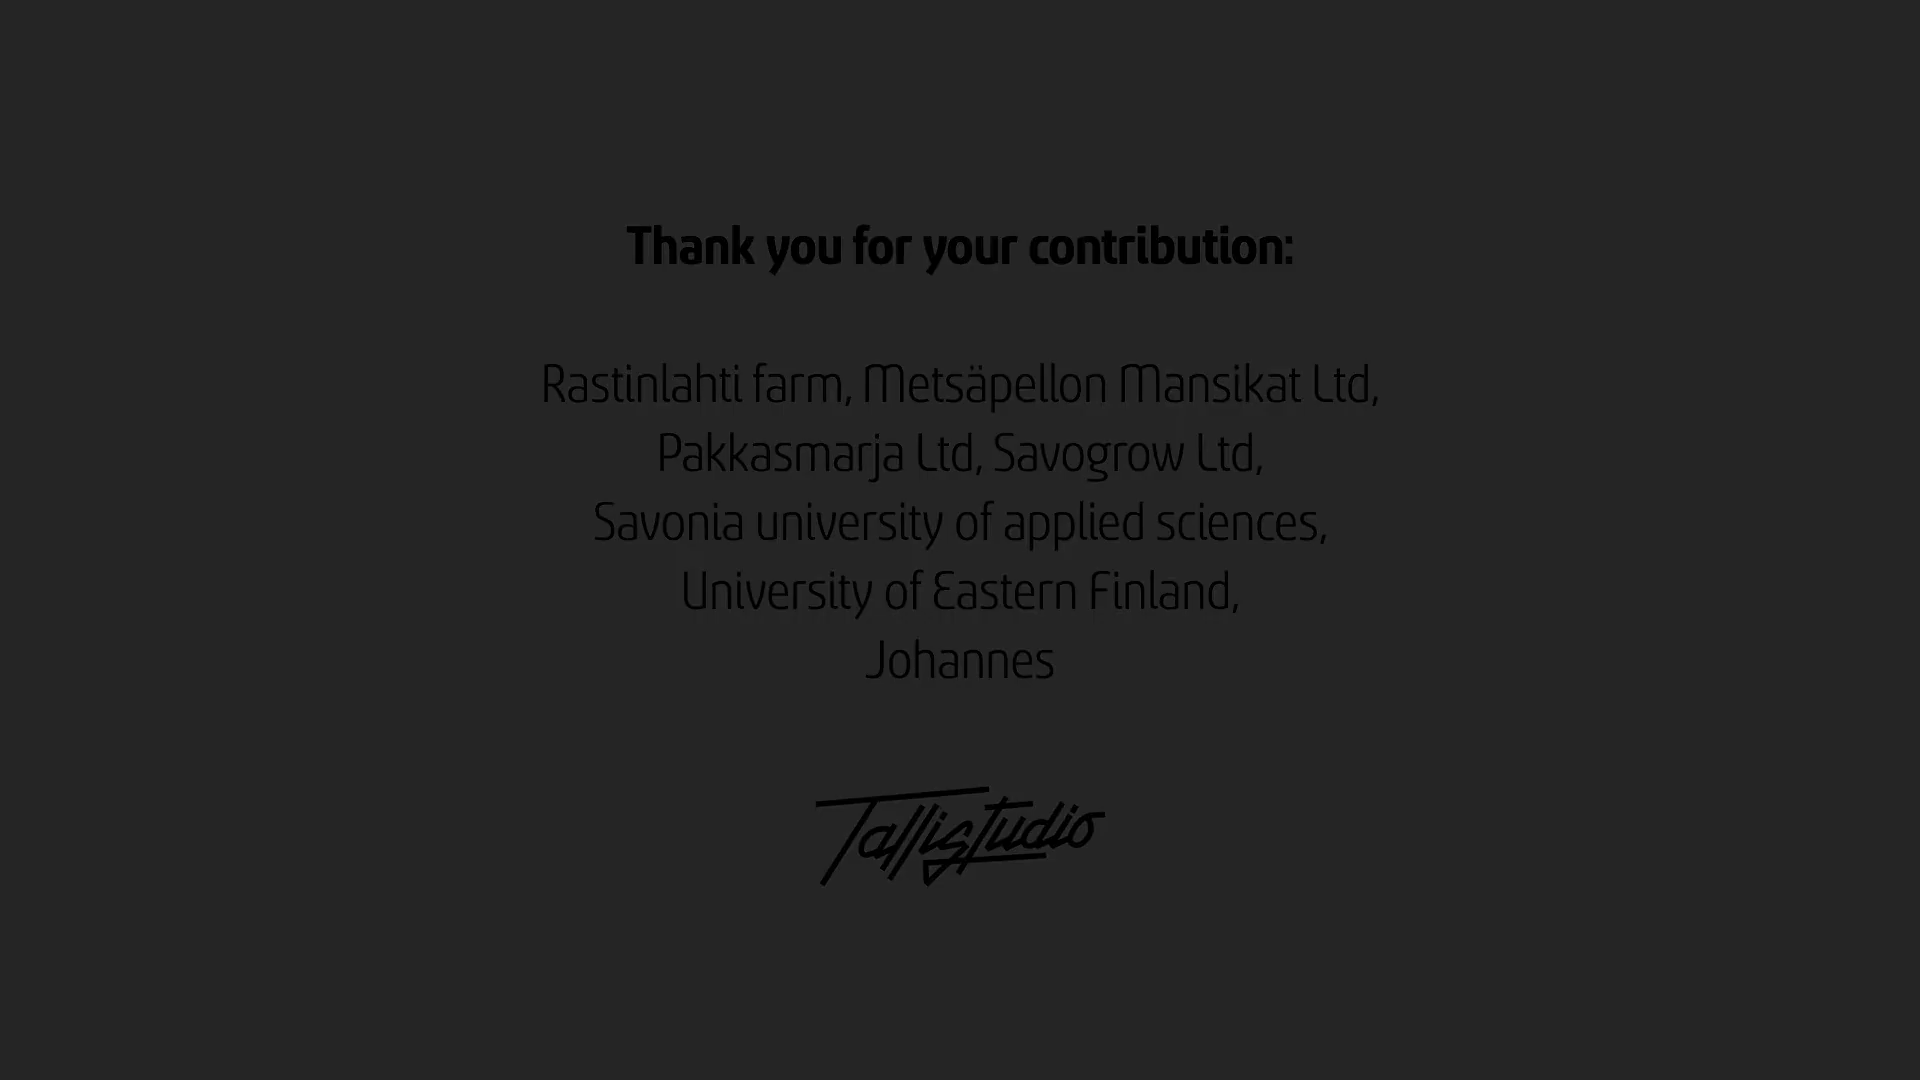 Thank you for your contribution:
Rastinlahti farm, Metsäpellon Mansikat Ltd,
Pakkasmarja Ltd, Savogrow Ltd,
Savonia university of applied sciences,
University of Eastern Finland,
Johannes
Tallistudio